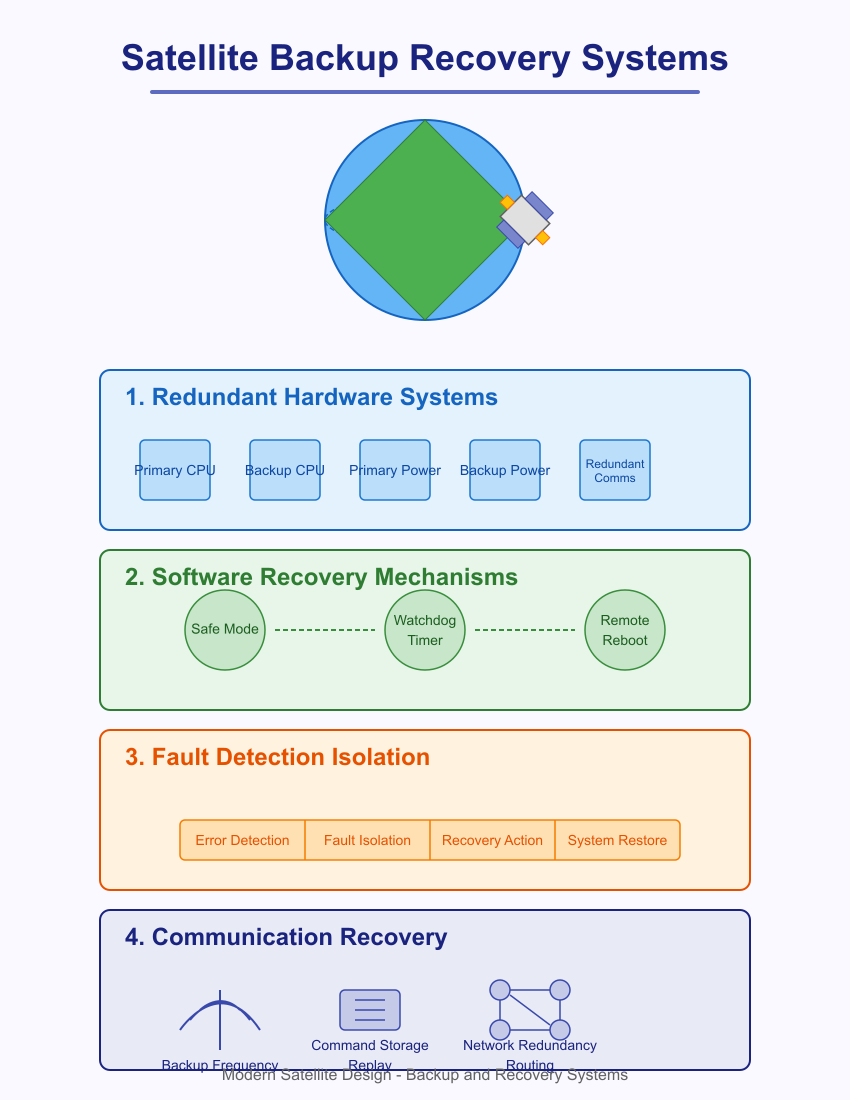 Satellite Backup Recovery Systems
1. Redundant Hardware Systems
Primary CPU
Backup CPU
Primary Power
Backup Power
Redundant
Comms
2. Software Recovery Mechanisms
Safe Mode
Watchdog
Timer
Remote
Reboot
3. Fault Detection Isolation
Error Detection
Fault Isolation
Recovery Action
System Restore
4. Communication Recovery
Backup Frequency
Command Storage
Replay
Network Redundancy
Routing
Modern Satellite Design - Backup and Recovery Systems